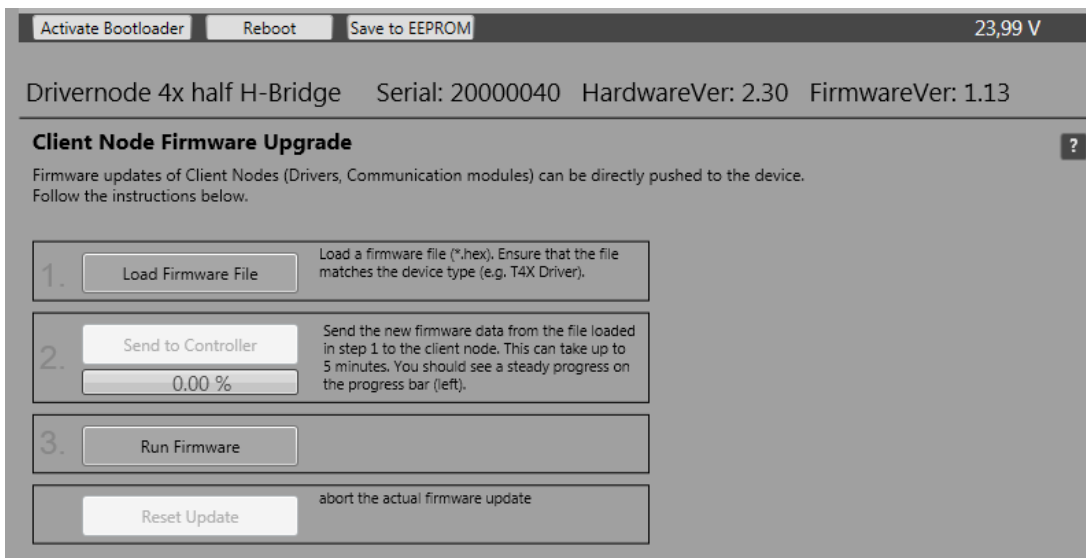 Activate Bootloader Reboot Save to EEPROM 23,99 V
Drivernode 4x half H-Bridge Serial: 20000040 HardwareVer: 2.30 FirmwareVer: 1.13
Client Node Firmware Upgrade ?
Firmware updates of Client Nodes (Drivers, Communication modules) can be directly pushed to the device.
Follow the instructions below.
1. Load Firmware File
Load a firmware file (*.hex). Ensure that the file
matches the device type (e.g. T4X Driver).
2. Send to Controller
0.00 %
Send the new firmware data from the file loaded
in step 1 to the client node. This can take up to
5 minutes. You should see a steady progress on
the progress bar (left).
3. Run Firmware
Reset Update
abort the actual firmware update